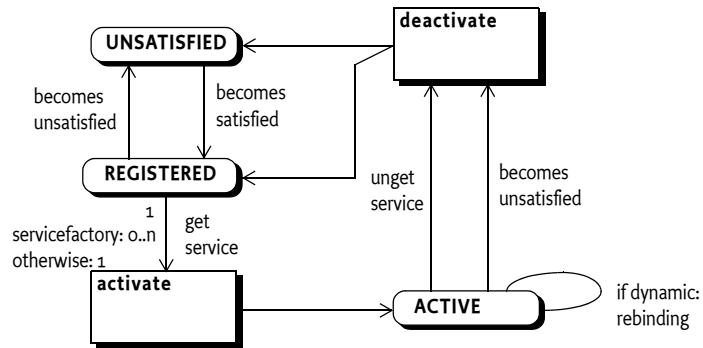 deactivate
UNSATISFIED
becomes
unsatisfied
becomes
satisfied
REGISTERED
unget
service
becomes
unsatisfied
1
servicefactory: 0..n
otherwise: 1
get
service
activate
ACTIVE
if dynamic:
rebinding